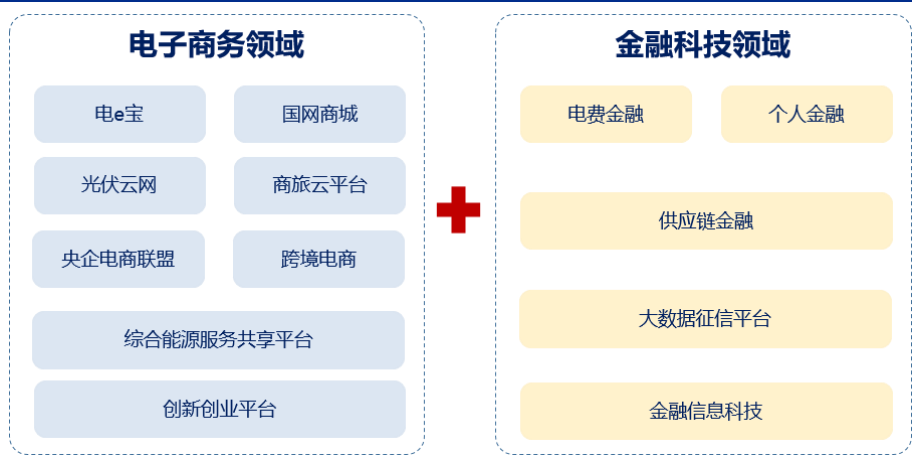 电子商务领域
电e宝
国网商城
光伏云网
商旅云平台
央企电商联盟
跨境电商
综合能源服务共享平台
创新创业平台
金融科技领域
电费金融
个人金融
供应链金融
大数据征信平台
金融信息科技